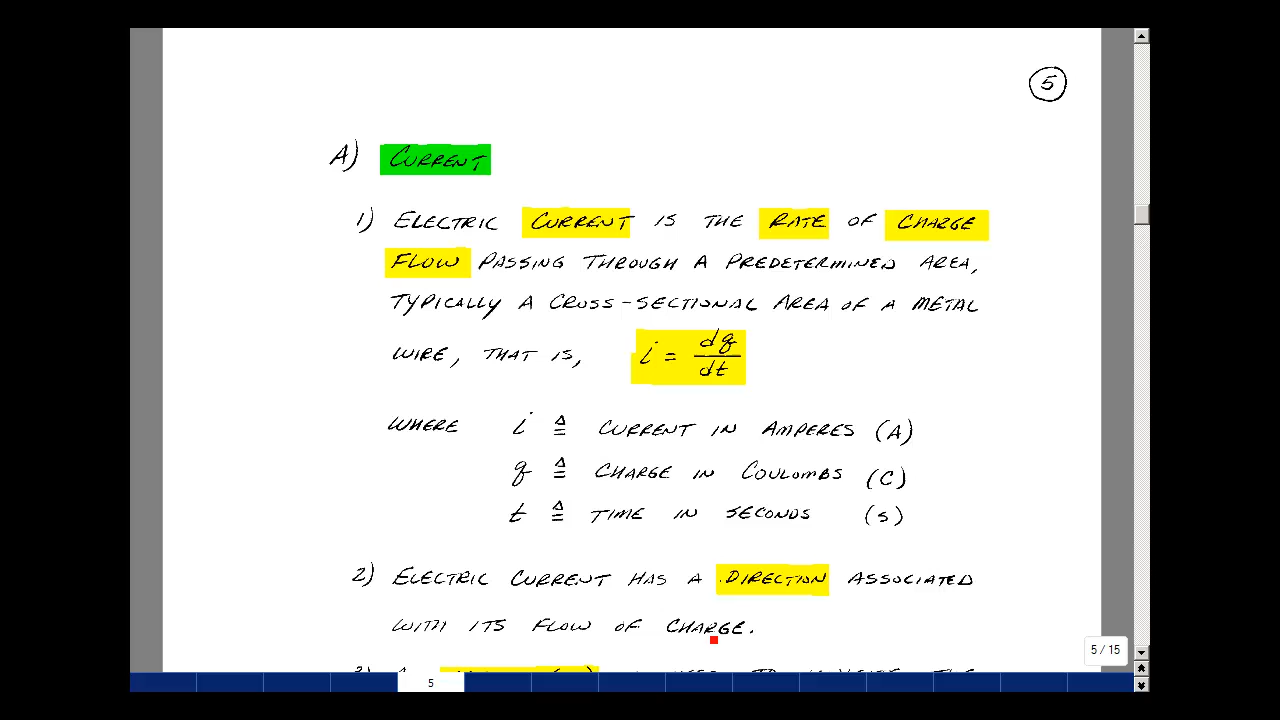 5
A) CURRENT
1) ELECTRIC CURRENT IS THE RATE OF CHARGE
FLOW PASSING THROUGH A PREDETERMINED AREA,
TYPICALLY A CROSS-SECTIONAL AREA OF A METAL
WIRE, THAT IS, i = dq/dt
WHERE i ≜ CURRENT IN AMPERES (A)
q ≜ CHARGE IN COULOMBS (C)
t ≜ TIME IN SECONDS (S)
2) ELECTRIC CURRENT HAS A DIRECTION ASSOCIATED
WITH ITS FLOW OF CHARGE.
5 / 15
5